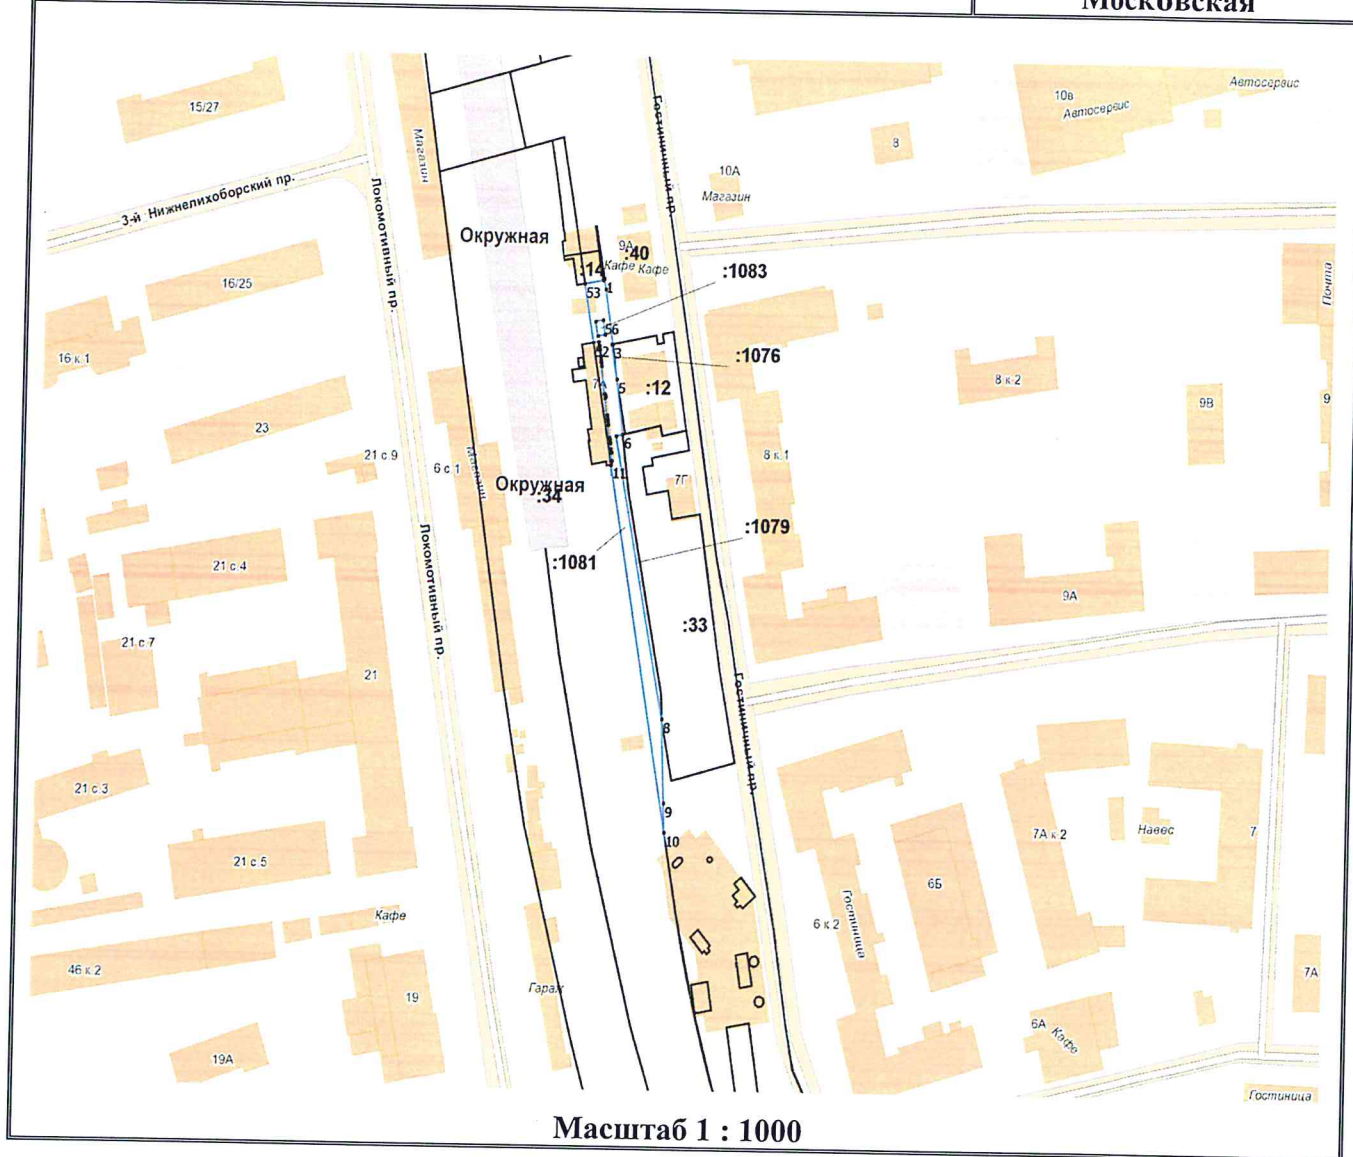 Московская
15/27
Магазин
Гостиничный пр.
10в
Автосервис
Автосервис
8
10А
Магазин
3-й Нижнелихоборский пр.
Локомотивный пр.
Окружная
9А
:40
:14
Кафе
Кафе
:1083
Почта
16/25
53
1
56
2
3
:1076
16 к.1
7А
5
:12
8 к.2
9В
9
23
6
21 с.9
6 с.1
Магазин
8 к.1
11
7Г
Окружная
:34
:1079
:1081
Локомотивный пр.
21 с.4
9А
21 с.7
:33
21
Гостиничный пр.
8
21 с.3
9
10
7А к.2
Навес
7
21 с.5
6Б
Кафе
6 к.2
Гостиница
46 к.2
19
Гараж
7А
6А
Кафе
19А
Гостиница
Масштаб 1 : 1000